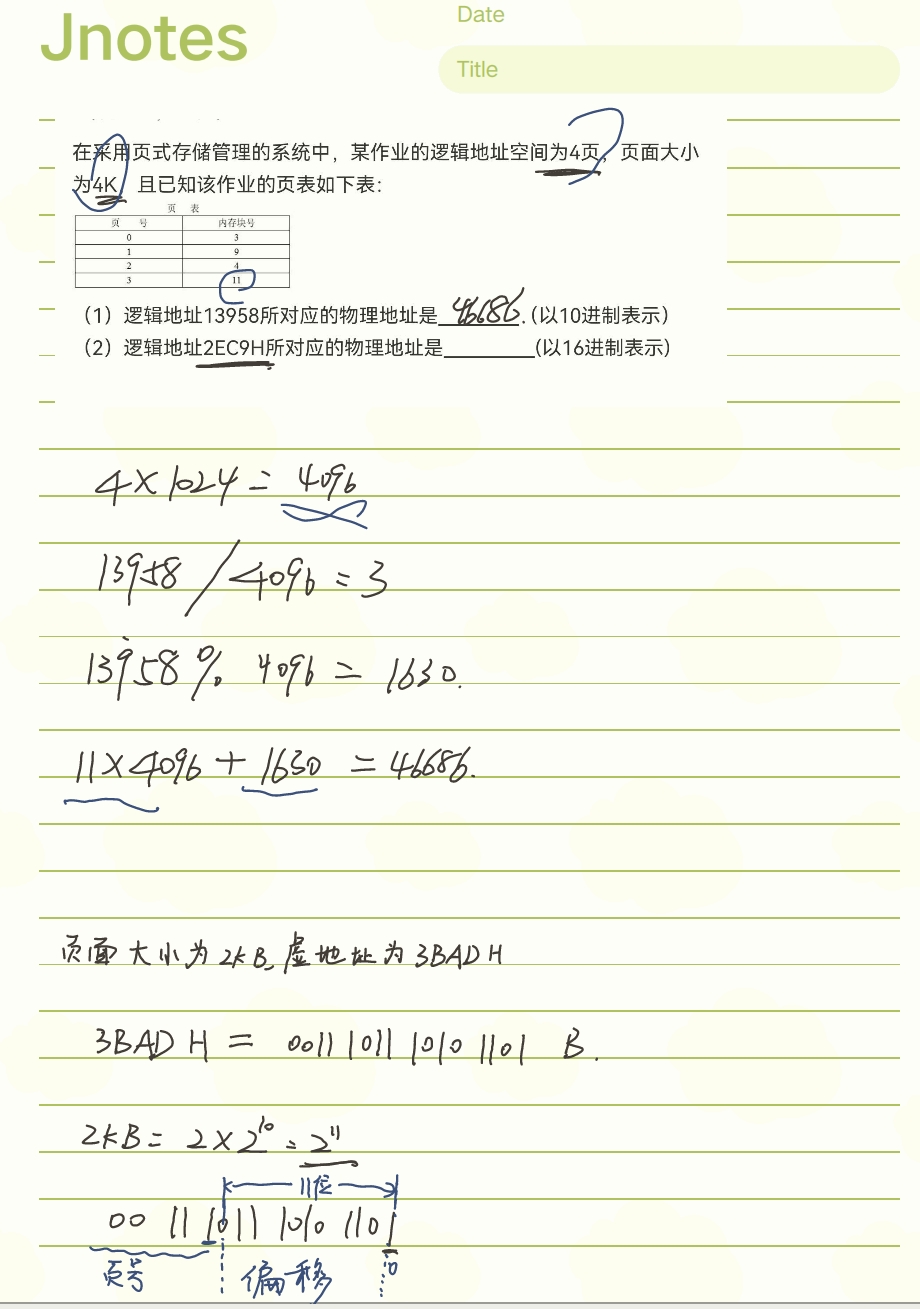 Jnotes
Date
Title
在采用页式存储管理的系统中，某作业的逻辑地址空间为4页，页面大小
为4K 且已知该作业的页表如下表：
页 表
页 号 内存块号
0 3
1 9
2 4
3 11
（1）逻辑地址13958所对应的物理地址是 46686.(以10进制表示）
（2）逻辑地址2EC9H所对应的物理地址是________(以16进制表示）
4×1024 = 4096
13958 / 4096 = 3
13958 % 4096 = 1630.
11×4096 + 1630 = 46686.
页面大小为2KB、虚地址为3BADH
3BADH = 0011 1011 1010 1101 B.
2KB = 2×2^10 = 2^11
11位
00 11 1011 1010 1101
页号 偏移 0